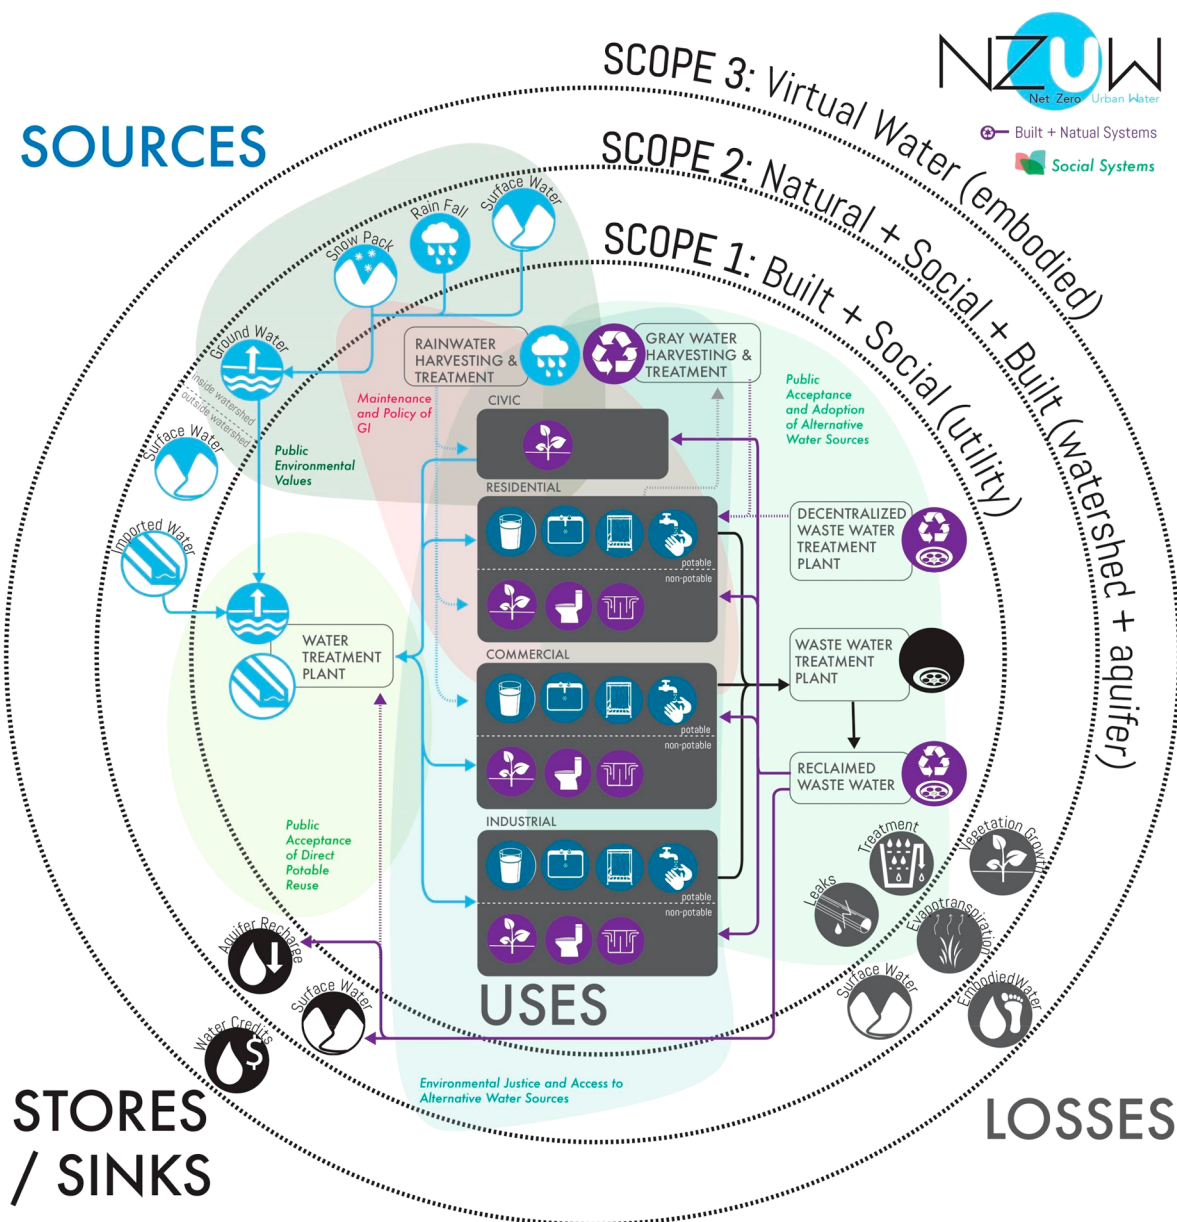 NZUW
Net Zero Urban Water
Built + Natual Systems
Social Systems
SCOPE 3: Virtual Water (embodied)
SCOPE 2: Natural + Social + Built (watershed + aquifer)
SCOPE 1: Built + Social (utility)
SOURCES
Surface Water
Rain Fall
Snow Pack
Ground Water
inside watershed
outside watershed
Surface Water
Imported Water
RAINWATER
HARVESTING &
TREATMENT
GRAY WATER
HARVESTING &
TREATMENT
Maintenance
and Policy of
GI
Public
Acceptance
and Adoption
of Alternative
Water Sources
Public
Environmental
Values
CIVIC
RESIDENTIAL
potable
non-potable
COMMERCIAL
potable
non-potable
INDUSTRIAL
potable
non-potable
USES
WATER
TREATMENT
PLANT
DECENTRALIZED
WASTE WATER
TREATMENT
PLANT
WASTE WATER
TREATMENT
PLANT
RECLAIMED
WASTE WATER
Public
Acceptance
of Direct
Potable
Reuse
Treatment
Vegetation Growth
Leaks
Evapotranspiration
Surface Water
EmbodiedWater
Aquifer Recharge
Surface Water
Water Credits
$
Environmental Justice and Access to
Alternative Water Sources
STORES
/ SINKS
LOSSES